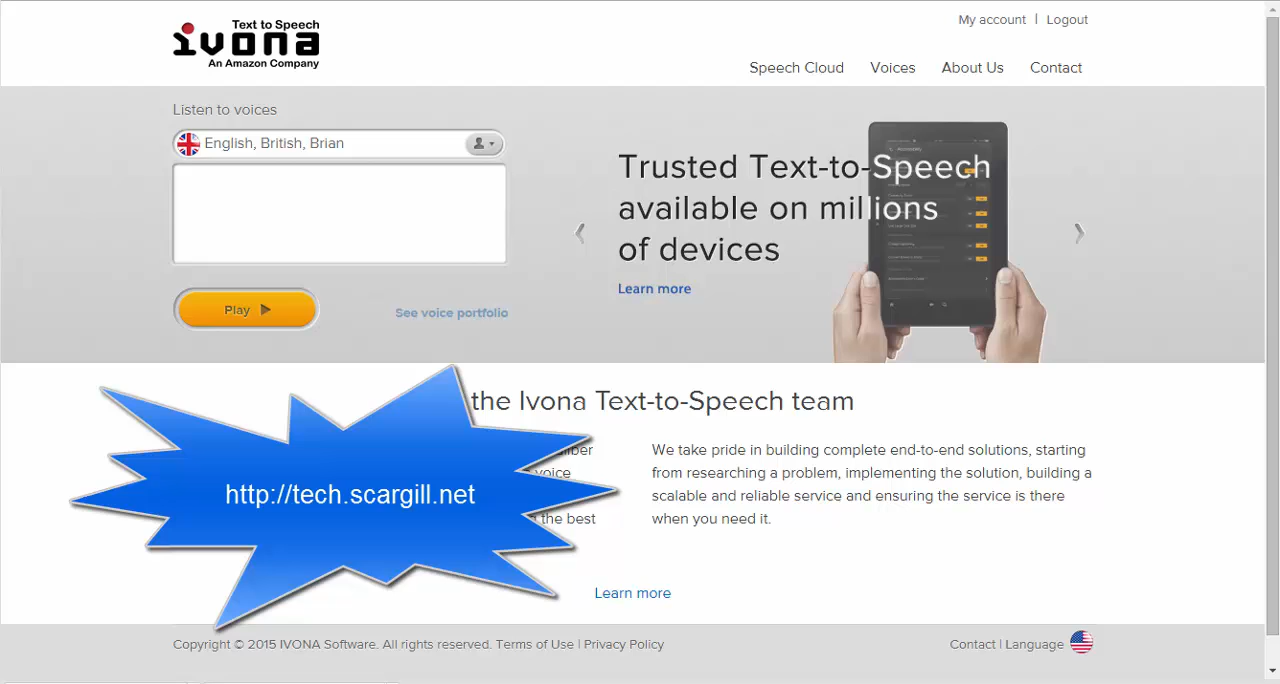 Text to Speech
ivona
An Amazon Company
My account | Logout
Speech Cloud Voices About Us Contact
Listen to voices
English, British, Brian
Play
See voice portfolio
Trusted Text-to-Speech
available on millions
of devices
Learn more
the Ivona Text-to-Speech team
voice
the best
We take pride in building complete end-to-end solutions, starting
from researching a problem, implementing the solution, building a
scalable and reliable service and ensuring the service is there
when you need it.
http://tech.scargill.net
Learn more
Copyright © 2015 IVONA Software. All rights reserved. Terms of Use | Privacy Policy
Contact | Language